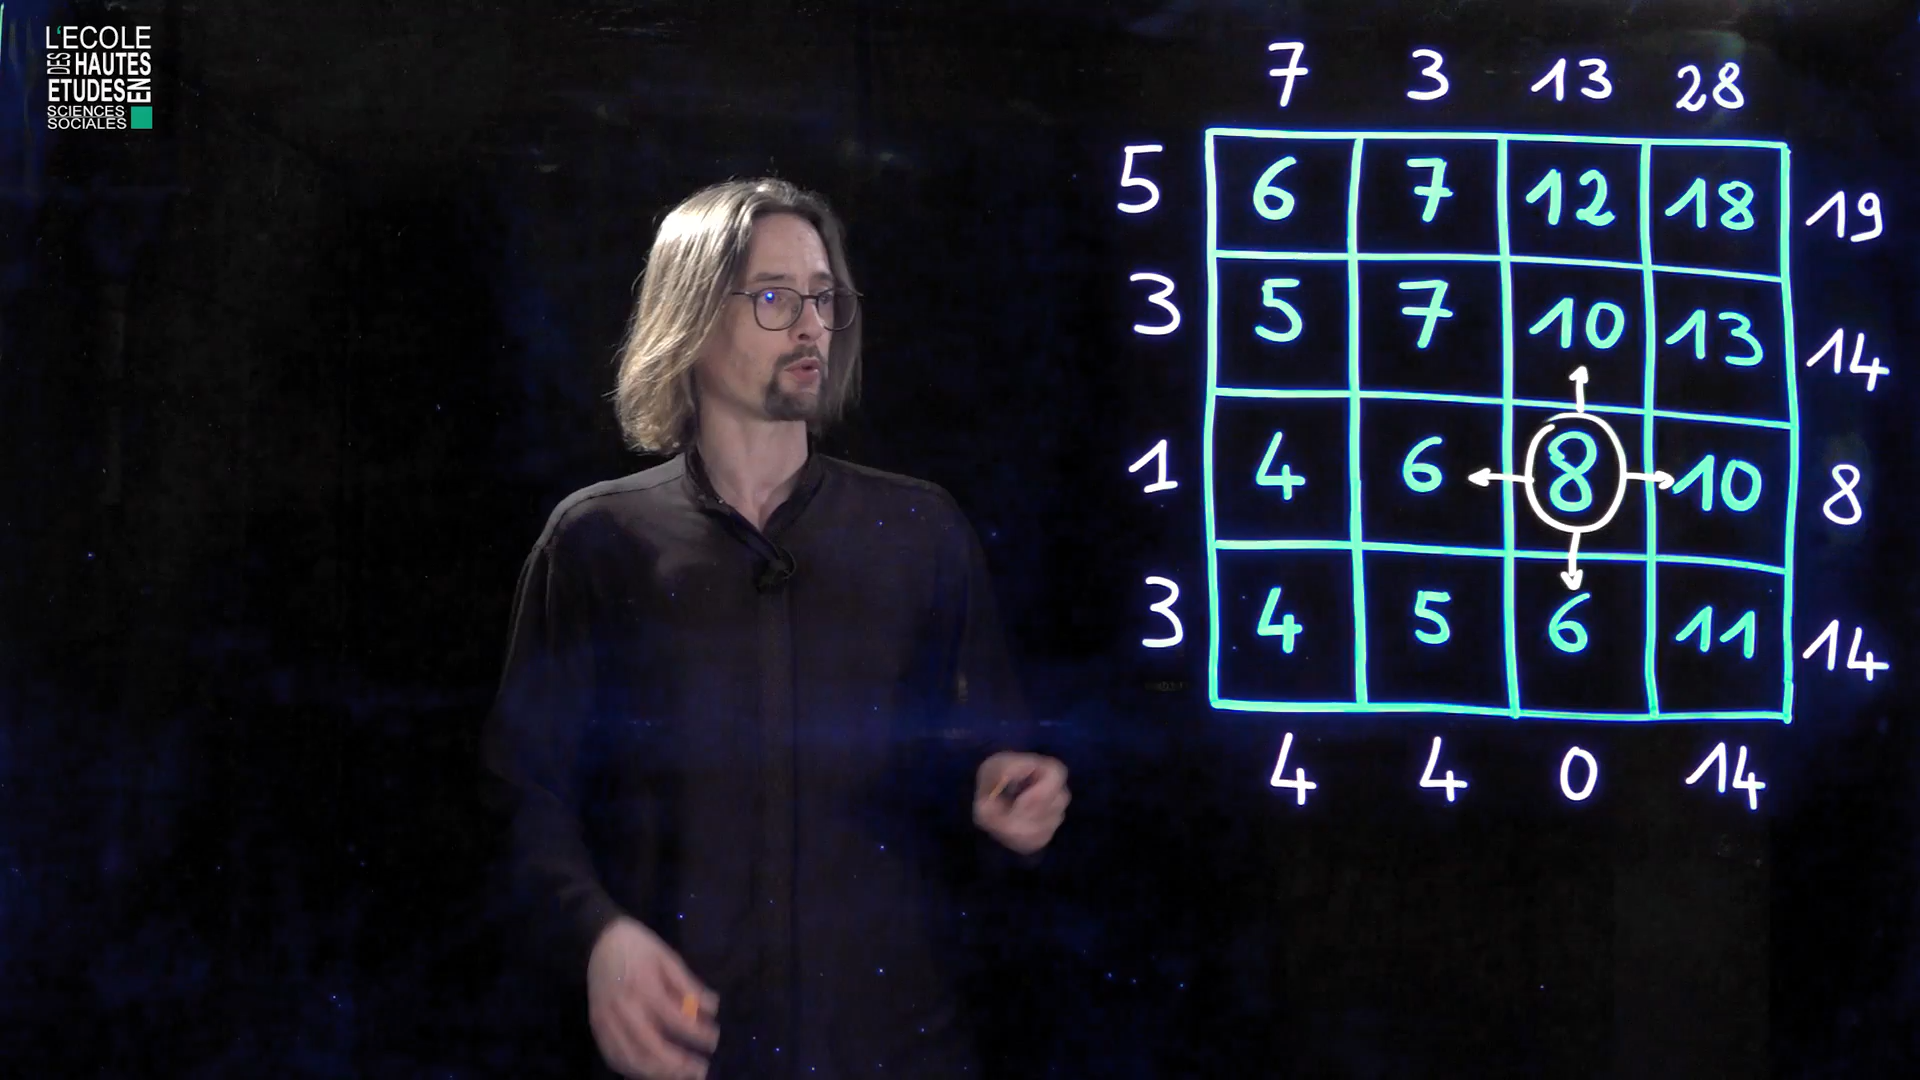 L'ECOLE
DES HAUTES
ETUDES EN
SCIENCES
SOCIALES
7 3 13 28
5 6 7 12 18 19
3 5 7 10 13 14
1 4 6 8 10 8
3 4 5 6 11 14
4 4 0 14